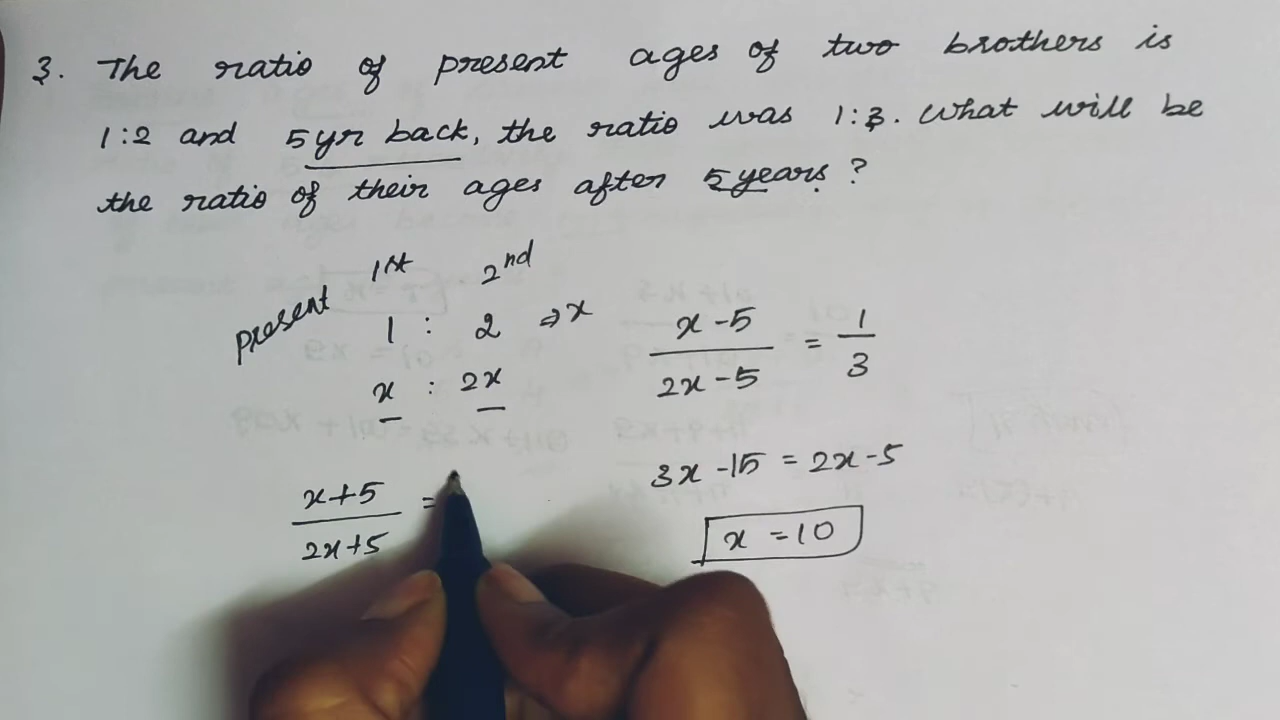 3. The ratio of present ages of two brothers is
1:2 and 5yr back, the ratio was 1:3. What will be
the ratio of their ages after 5 years?
1st 2nd
present 1 : 2 ⇒ x
x : 2x
x-5 / 2x-5 = 1 / 3
3x -15 = 2x -5
x = 10
x+5 / 2x+5 =